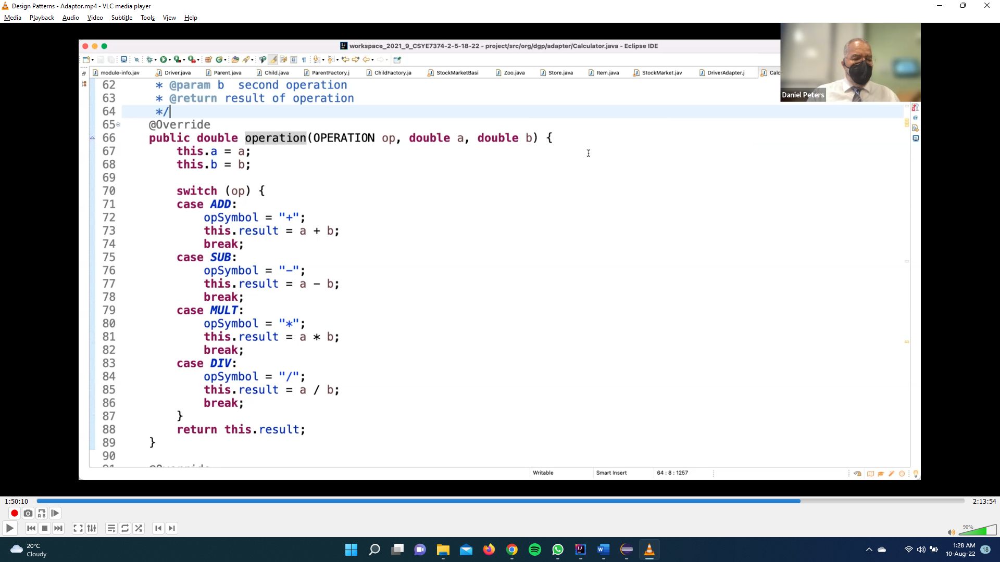 Design Patterns - Adaptor.mp4 - VLC media player
Media Playback Audio Video Subtitle Tools View Help
workspace_2021_9_CSYE7374-2-5-18-22 - project/src/org/dgp/adapter/Calculator.java - Eclipse IDE
module-info.jav Driver.java Parent.java Child.java ParentFactory.j ChildFactory.ja StockMarketBasi Zoo.java Store.java Item.java StockMarket.jav DriverAdapter.j Calc
Daniel Peters
62 * @param b second operation
63 * @return result of operation
64 */
65 @Override
66 public double operation(OPERATION op, double a, double b) {
67 this.a = a;
68 this.b = b;
69
70 switch (op) {
71 case ADD:
72 opSymbol = "+";
73 this.result = a + b;
74 break;
75 case SUB:
76 opSymbol = "-";
77 this.result = a - b;
78 break;
79 case MULT:
80 opSymbol = "*";
81 this.result = a * b;
82 break;
83 case DIV:
84 opSymbol = "/";
85 this.result = a / b;
86 break;
87 }
88 return this.result;
89 }
90
Writable Smart Insert 64 : 8 : 1257
1:50:10 2:13:54
90%
20°C
Cloudy
1:28 AM
10-Aug-22
18